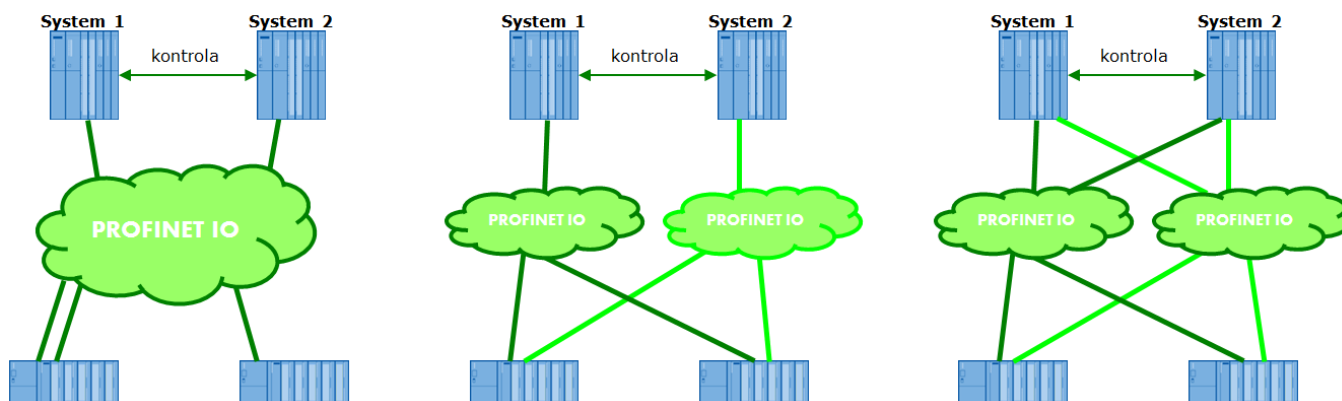 System 1
System 2
kontrola
PROFINET IO
System 1
System 2
kontrola
PROFINET IO
PROFINET IO
System 1
System 2
kontrola
PROFINET IO
PROFINET IO